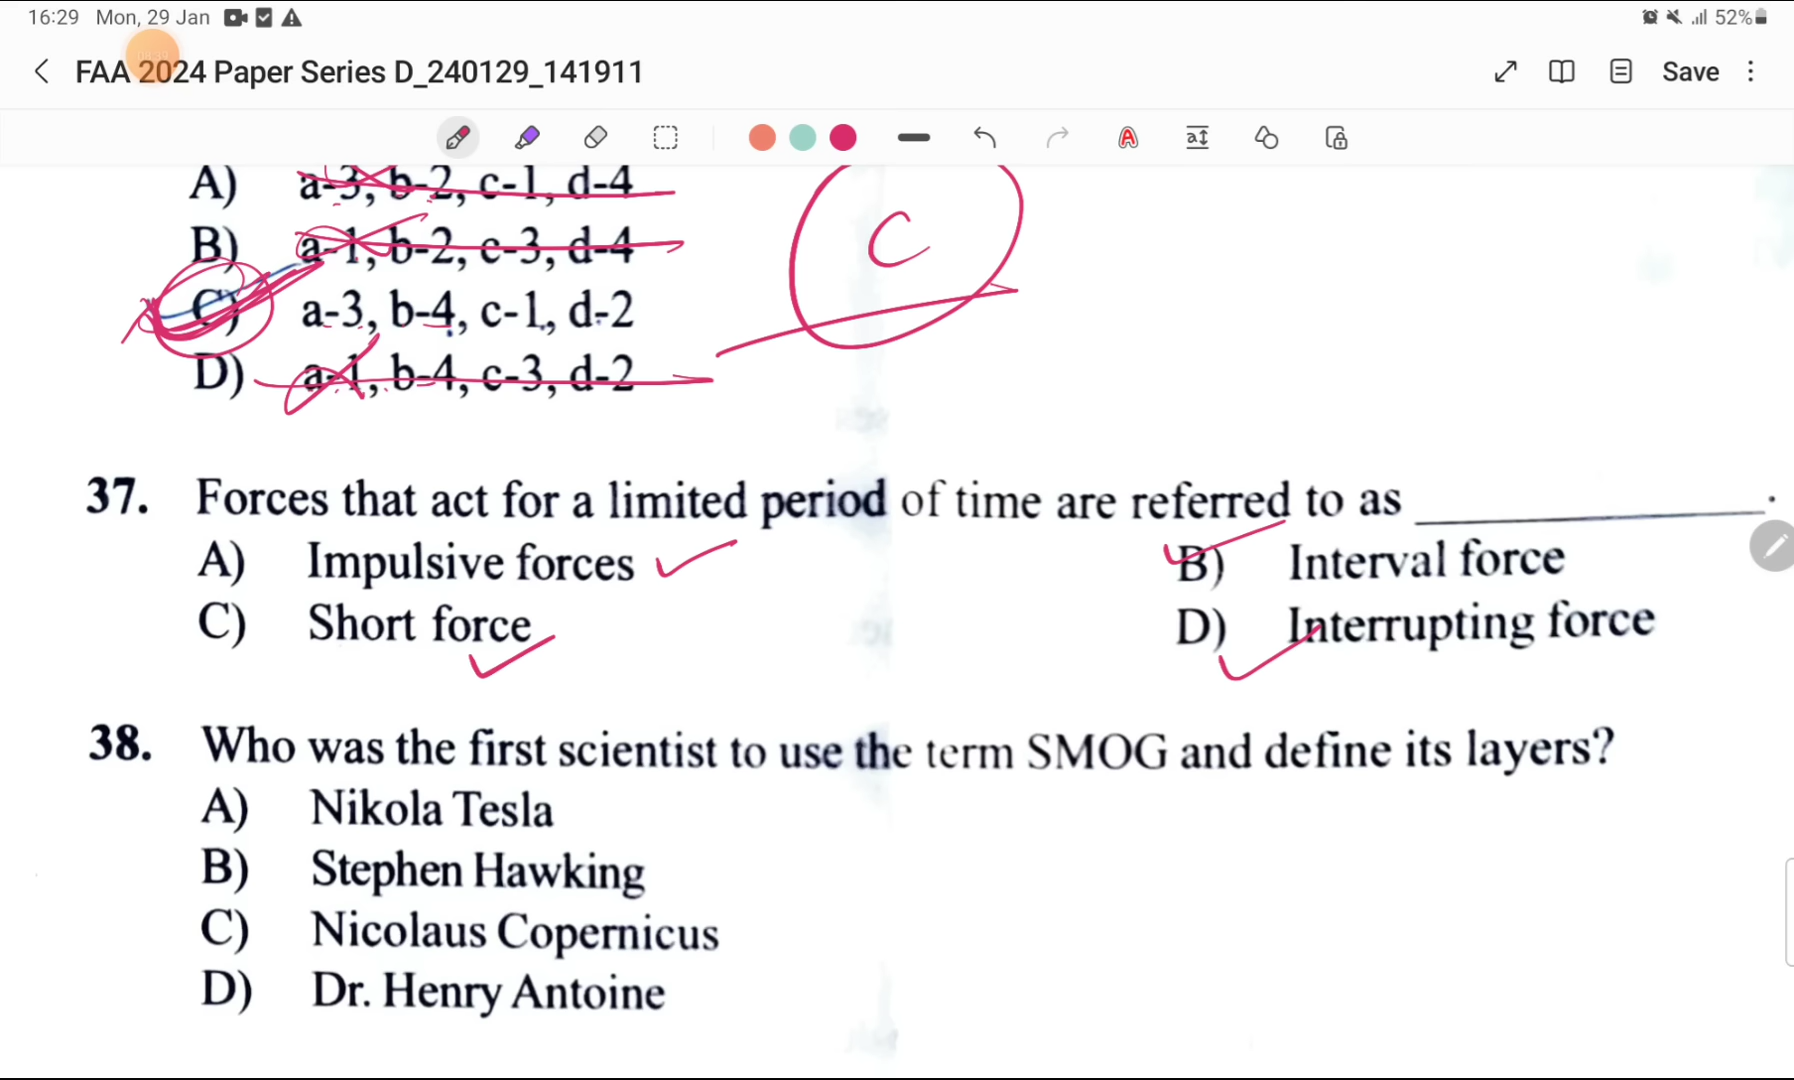 16:29 Mon, 29 Jan 52%
FAA 2024 Paper Series D_240129_141911 Save
A) a-3, b-2, c-1, d-4
B) a-1, b-2, c-3, d-4
C
C) a-3, b-4, c-1, d-2
D) a-1, b-4, c-3, d-2
37. Forces that act for a limited period of time are referred to as ____________.
A) Impulsive forces B) Interval force
C) Short force D) Interrupting force
38. Who was the first scientist to use the term SMOG and define its layers?
A) Nikola Tesla
B) Stephen Hawking
C) Nicolaus Copernicus
D) Dr. Henry Antoine